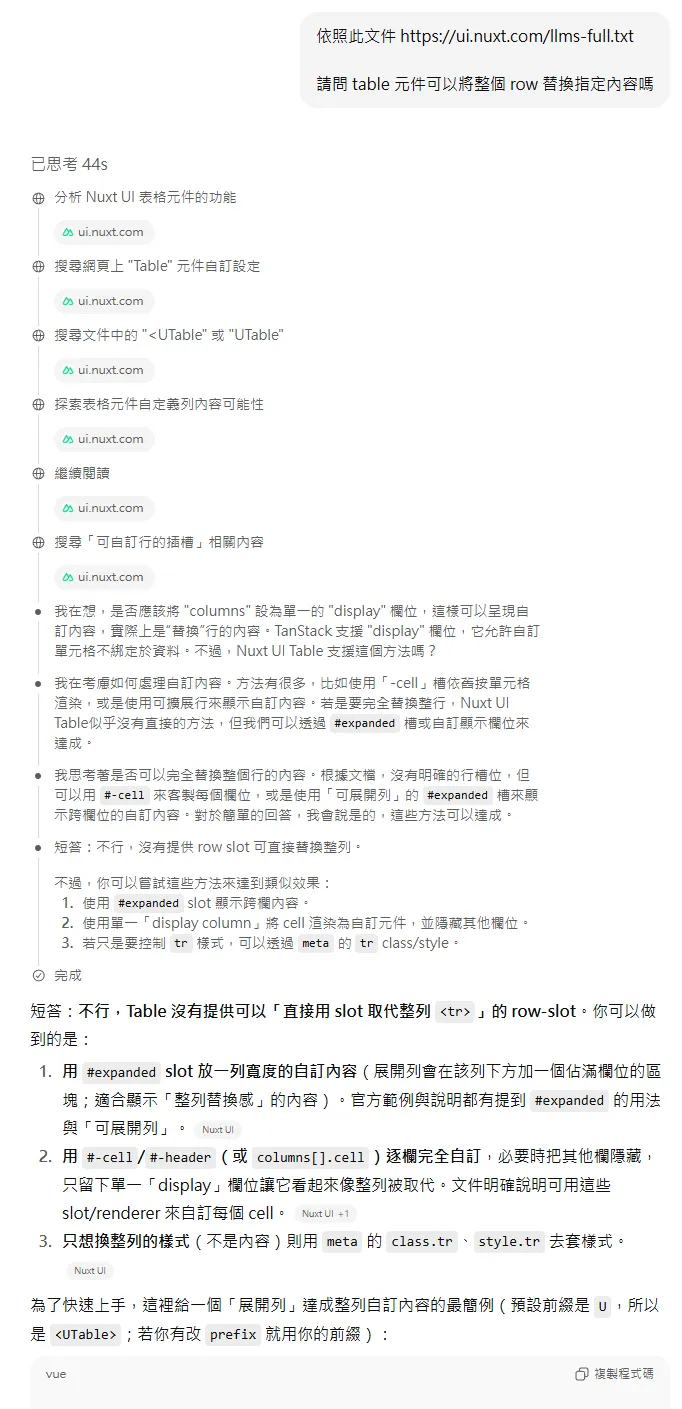 依照此文件 https://ui.nuxt.com/llms-full.txt
請問 table 元件可以將整個 row 替換指定內容嗎
已思考 44s
分析 Nuxt UI 表格元件的功能
ui.nuxt.com
搜尋網頁上 "Table" 元件自訂設定
ui.nuxt.com
搜尋文件中的 "<UTable" 或 "UTable"
ui.nuxt.com
探索表格元件自定義列內容可能性
ui.nuxt.com
繼續閱讀
ui.nuxt.com
搜尋「可自訂行的插槽」相關內容
ui.nuxt.com
我在想，是否應該將 "columns" 設為單一的 "display" 欄位，這樣可以呈現自
訂內容，實際上是“替換”行的內容。TanStack 支援 "display" 欄位，它允許自訂
單元格不綁定於資料。不過，Nuxt UI Table 支援這個方法嗎？
我在考慮如何處理自訂內容。方法有很多，比如使用「-cell」槽依舊按單元格
渲染，或是使用可擴展行來顯示自訂內容。若是要完全替換整行，Nuxt UI
Table似乎沒有直接的方法，但我們可以透過 #expanded 槽或自訂顯示欄位來
達成。
我思考著是否可以完全替換整個行的內容。根據文檔，沒有明確的行槽位，但
可以用 #-cell 來客製每個欄位，或是使用「可展開列」的 #expanded 槽來顯
示跨欄位的自訂內容。對於簡單的回答，我會說是的，這些方法可以達成。
短答：不行，沒有提供 row slot 可直接替換整列。
不過，你可以嘗試這些方法來達到類似效果：
1. 使用 #expanded slot 顯示跨欄內容。
2. 使用單一「display column」將 cell 渲染為自訂元件，並隱藏其他欄位。
3. 若只是要控制 tr 樣式，可以透過 meta 的 tr class/style。
完成
短答：不行，Table 沒有提供可以「直接用 slot 取代整列 <tr>」的 row-slot。你可以做
到的是：
1. 用 #expanded slot 放一列寬度的自訂內容（展開列會在該列下方加一個佔滿欄位的區
塊；適合顯示「整列替換感」的內容）。官方範例與說明都有提到 #expanded 的用法
與「可展開列」。 Nuxt UI
2. 用 #-cell/#-header（或 columns[].cell）逐欄完全自訂，必要時把其他欄隱藏，
只留下單一「display」欄位讓它看起來像整列被取代。文件明確說明可用這些
slot/renderer 來自訂每個 cell。 Nuxt UI +1
3. 只想換整列的樣式（不是內容）則用 meta 的 class.tr、style.tr 去套樣式。
Nuxt UI
為了快速上手，這裡給一個「展開列」達成整列自訂內容的最簡例（預設前綴是 U，所以
是 <UTable>；若你有改 prefix 就用你的前綴）：
vue 複製程式碼